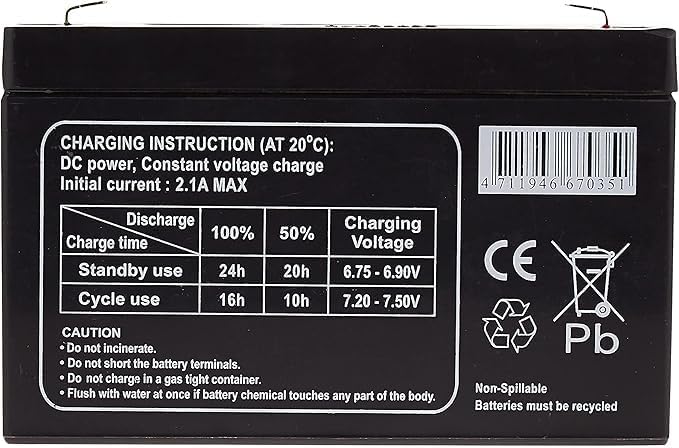 CHARGING INSTRUCTION (AT 20°C):
DC power, Constant voltage charge
Initial current : 2.1A MAX
Discharge
Charge time
100% 50% Charging Voltage
Standby use 24h 20h 6.75 - 6.90V
Cycle use 16h 10h 7.20 - 7.50V
CAUTION
• Do not incinerate.
• Do not short the battery terminals.
• Do not charge in a gas tight container.
• Flush with water at once if battery chemical touches any part of the body.
4 711946 670351
CE
Pb
Non-Spillable
Batteries must be recycled